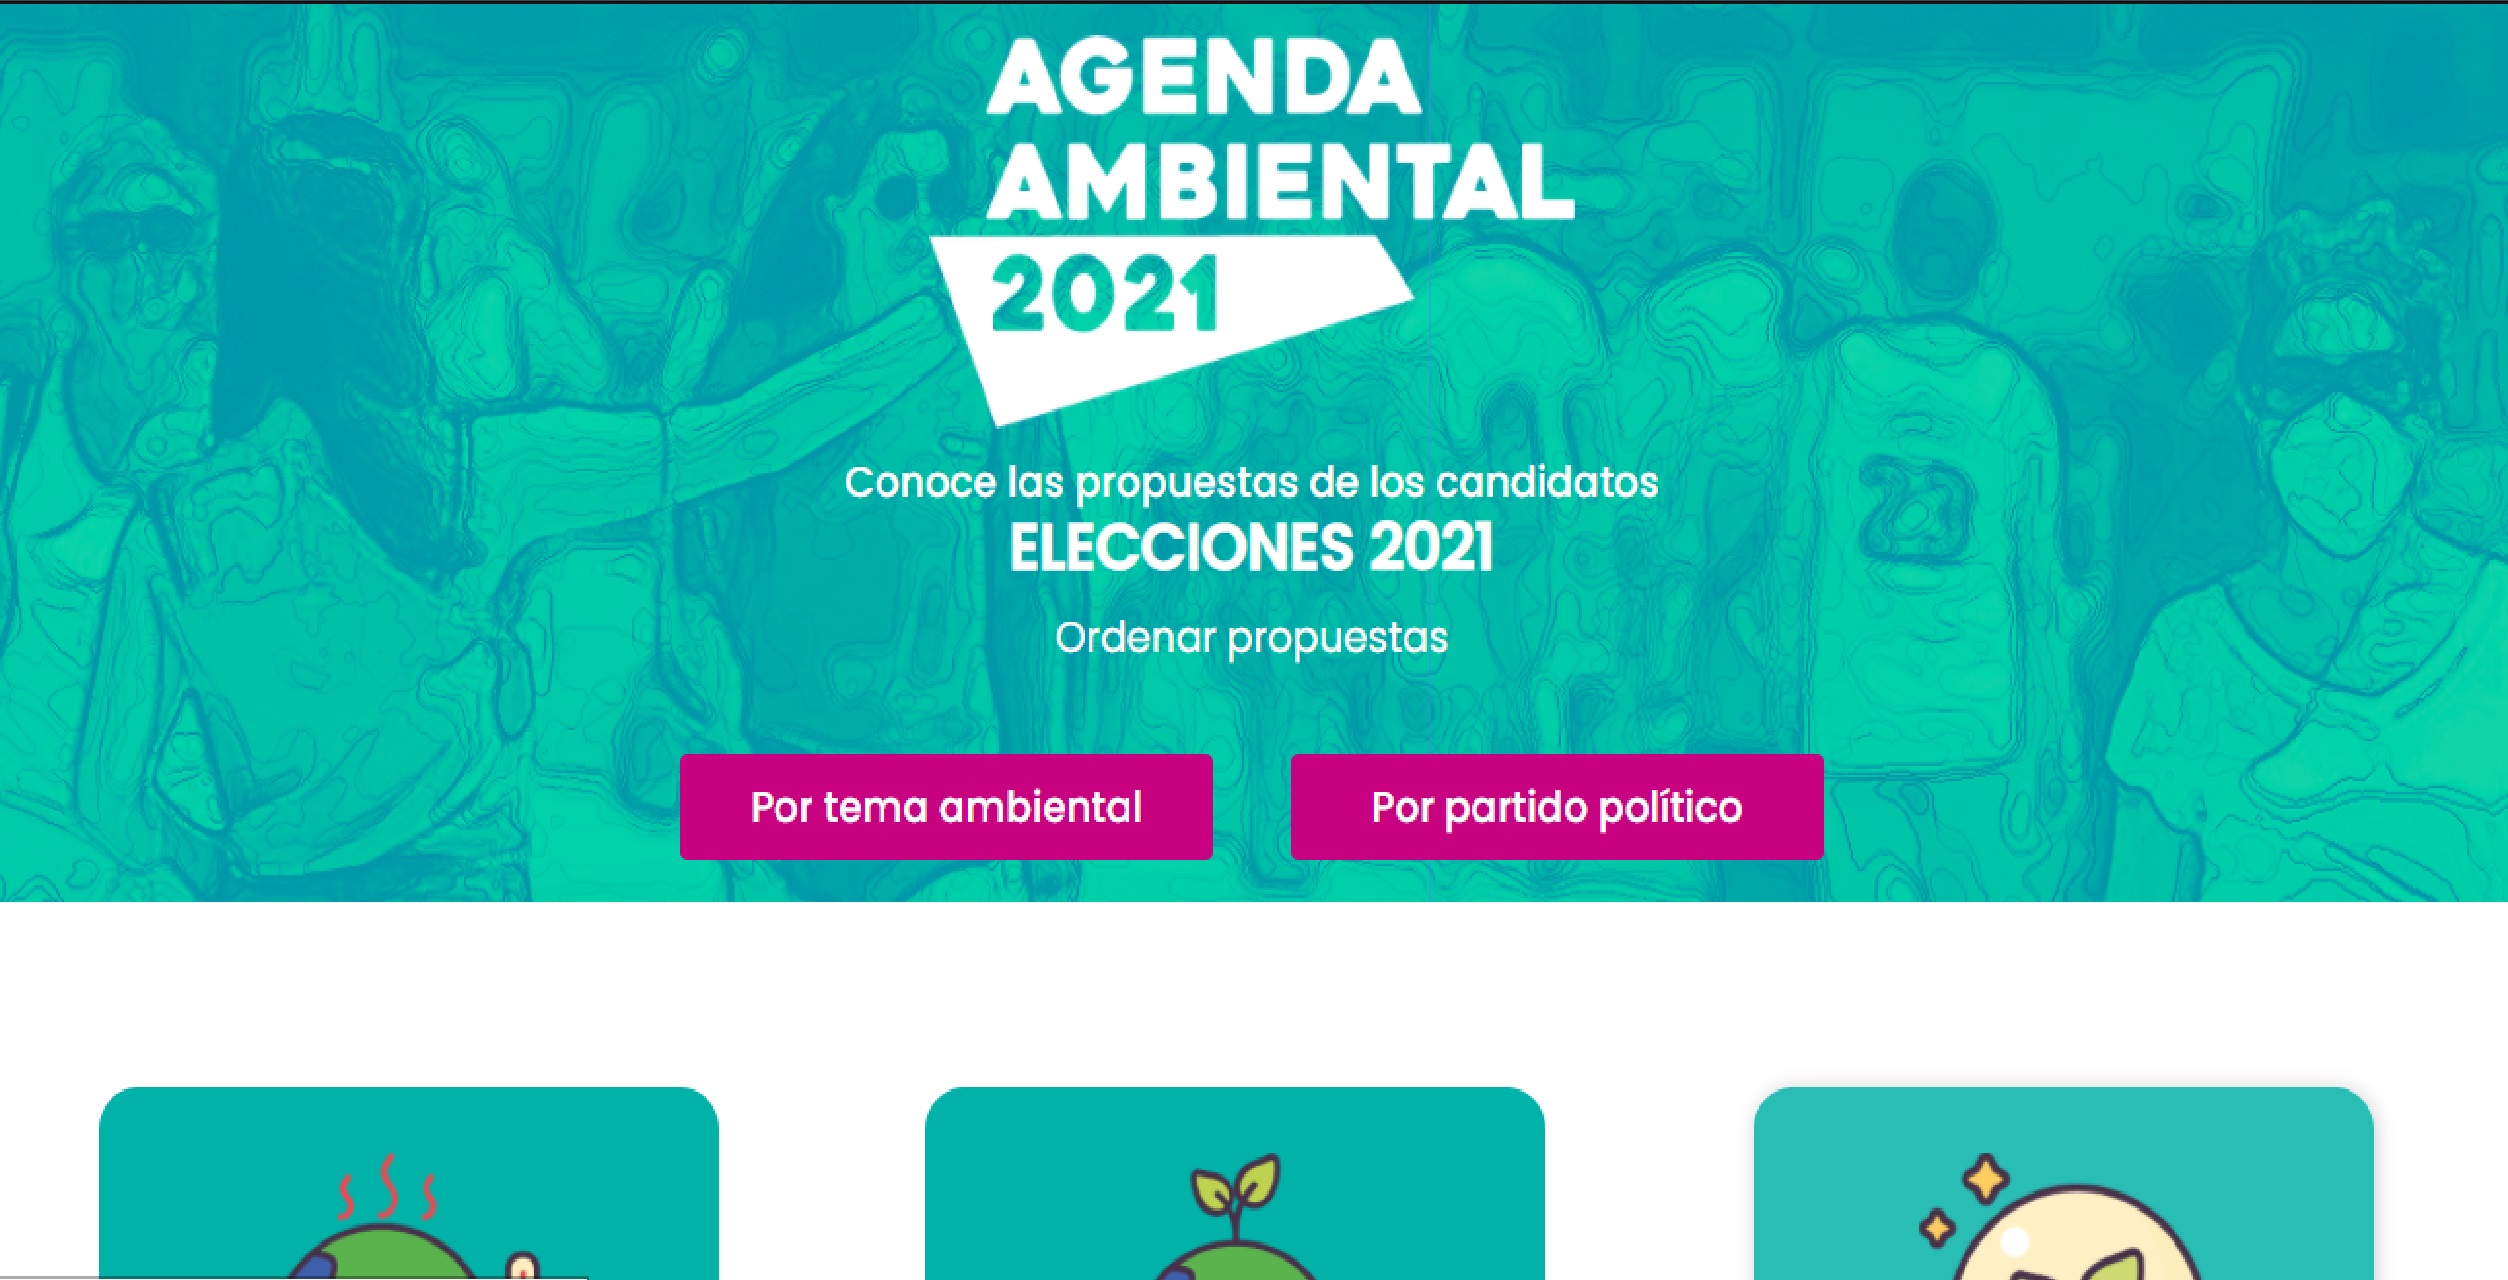 AGENDA
AMBIENTAL
2021
Conoce las propuestas de los candidatos
ELECCIONES 2021
23
Ordenar propuestas
Por tema ambiental
Por partido político